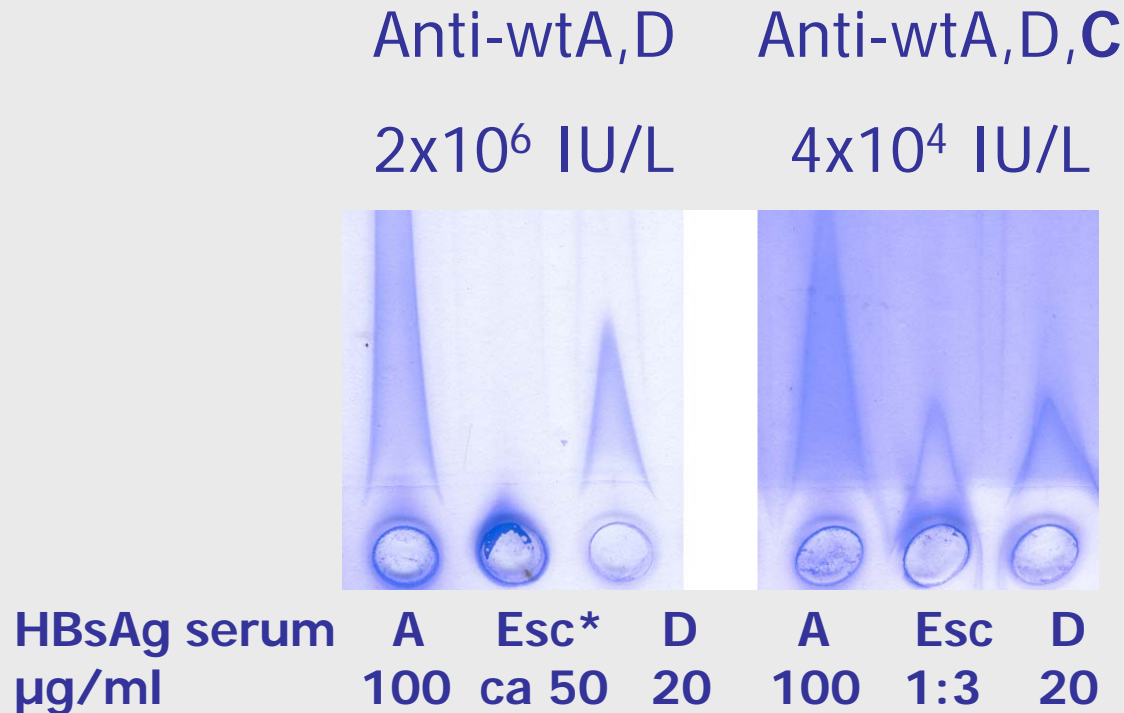 Anti-wtA,D Anti-wtA,D,C
2x10⁶ IU/L 4x10⁴ IU/L
HBsAg serum A Esc* D A Esc D
µg/ml 100 ca 50 20 100 1:3 20